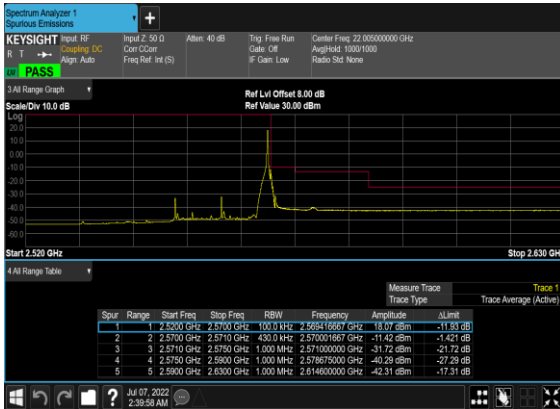 Spectrum Analyzer 1
Spurious Emissions
+
KEYSIGHT Input: RF Input Z: 50 Ω Atten: 40 dB Trig: Free Run Center Freq: 22.005000000 GHz
R T Coupling: DC Corr CCorr Gate: Off Avg|Hold: 1000/1000
Align: Auto Freq Ref: Int (S) IF Gain: Low Radio Std: None
PASS
3 All Range Graph
Ref Lvl Offset 8.00 dB
Scale/Div 10.0 dB Ref Value 30.00 dBm
Log
20.0
10.0
0.00
-10.0
-20.0
-30.0
-40.0
-50.0
-60.0
Start 2.520 GHz Stop 2.630 GH
4 All Range Table
Measure Trace Trace 1
Trace Type Trace Average (Active)
Spur Range Start Freq Stop Freq RBW Frequency Amplitude ΔLimit
1 1 2.5200 GHz 2.5700 GHz 100.0 kHz 2.569416667 GHz 18.07 dBm -11.93 dB
2 2 2.5700 GHz 2.5710 GHz 430.0 kHz 2.570001667 GHz -11.42 dBm -1.421 dB
3 3 2.5710 GHz 2.5750 GHz 1.000 MHz 2.571000000 GHz -31.72 dBm -21.72 dB
4 4 2.5750 GHz 2.5900 GHz 1.000 MHz 2.578675000 GHz -40.29 dBm -27.29 dB
5 5 2.5900 GHz 2.6300 GHz 1.000 MHz 2.614600000 GHz -42.31 dBm -17.31 dB
?
Jul 07, 2022
2:39:58 AM